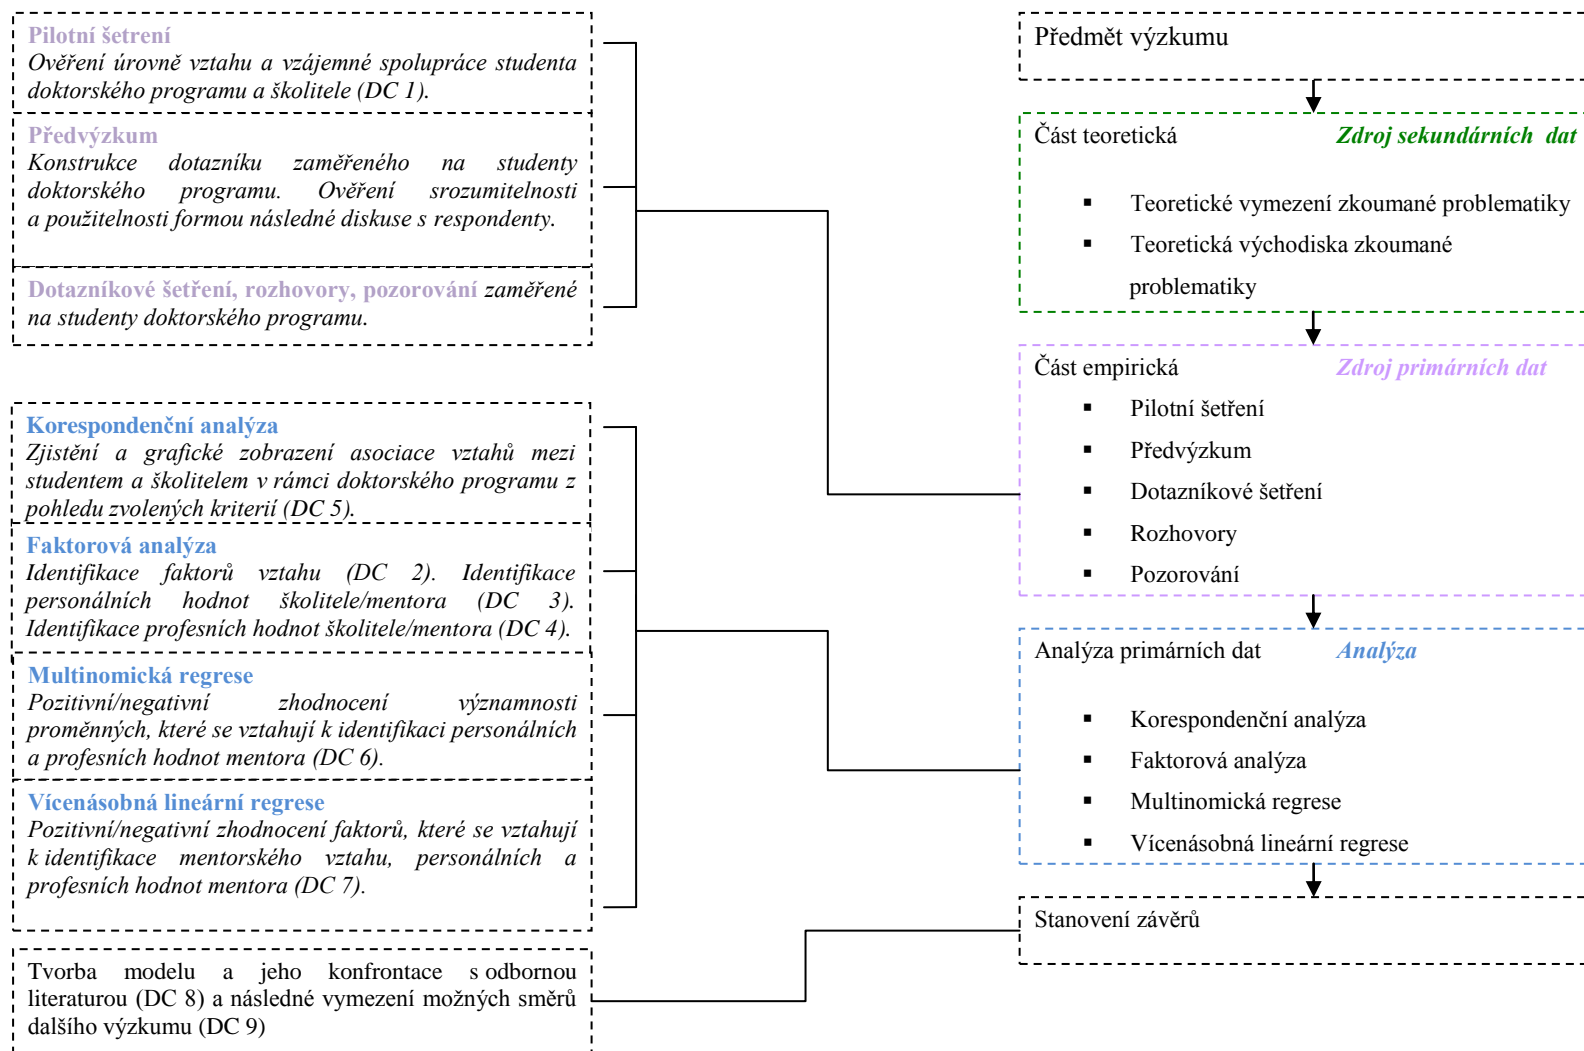 Pilotní šetrení
Ověření úrovně vztahu a vzájemné spolupráce studenta
doktorského programu a školitele (DC 1).
Předvýzkum
Konstrukce dotazníku zaměřeného na studenty
doktorského programu. Ověření srozumitelnosti
a použitelnosti formou následné diskuse s respondenty.
Dotazníkové šetření, rozhovory, pozorování zaměřené
na studenty doktorského programu.
Korespondenční analýza
Zjistění a grafické zobrazení asociace vztahů mezi
studentem a školitelem v rámci doktorského programu z
pohledu zvolených kriterií (DC 5).
Faktorová analýza
Identifikace faktorů vztahu (DC 2). Identifikace
personálních hodnot školitele/mentora (DC 3).
Identifikace profesních hodnot školitele/mentora (DC 4).
Multinomická regrese
Pozitivní/negativní zhodnocení významnosti
proměnných, které se vztahují k identifikaci personálních
a profesních hodnot mentora (DC 6).
Vícenásobná lineární regrese
Pozitivní/negativní zhodnocení faktorů, které se vztahují
k identifikace mentorského vztahu, personálních a
profesních hodnot mentora (DC 7).
Tvorba modelu a jeho konfrontace s odbornou
literaturou (DC 8) a následné vymezení možných směrů
dalšího výzkumu (DC 9)
Předmět výzkumu
Část teoretická Zdroj sekundárních dat
▪ Teoretické vymezení zkoumané problematiky
▪ Teoretická východiska zkoumané
problematiky
Část empirická Zdroj primárních dat
▪ Pilotní šetření
▪ Předvýzkum
▪ Dotazníkové šetření
▪ Rozhovory
▪ Pozorování
Analýza primárních dat Analýza
▪ Korespondenční analýza
▪ Faktorová analýza
▪ Multinomická regrese
▪ Vícenásobná lineární regrese
Stanovení závěrů